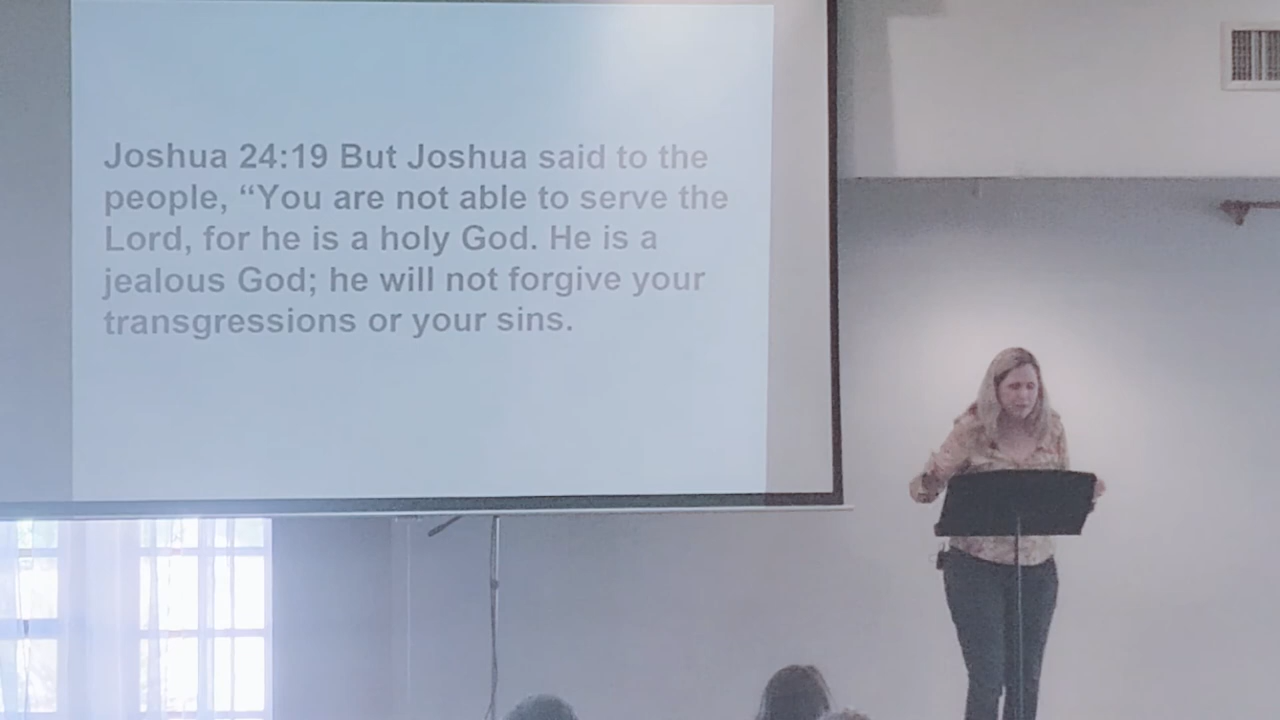 Joshua 24:19 But Joshua said to the
people, “You are not able to serve the
Lord, for he is a holy God. He is a
jealous God; he will not forgive your
transgressions or your sins.